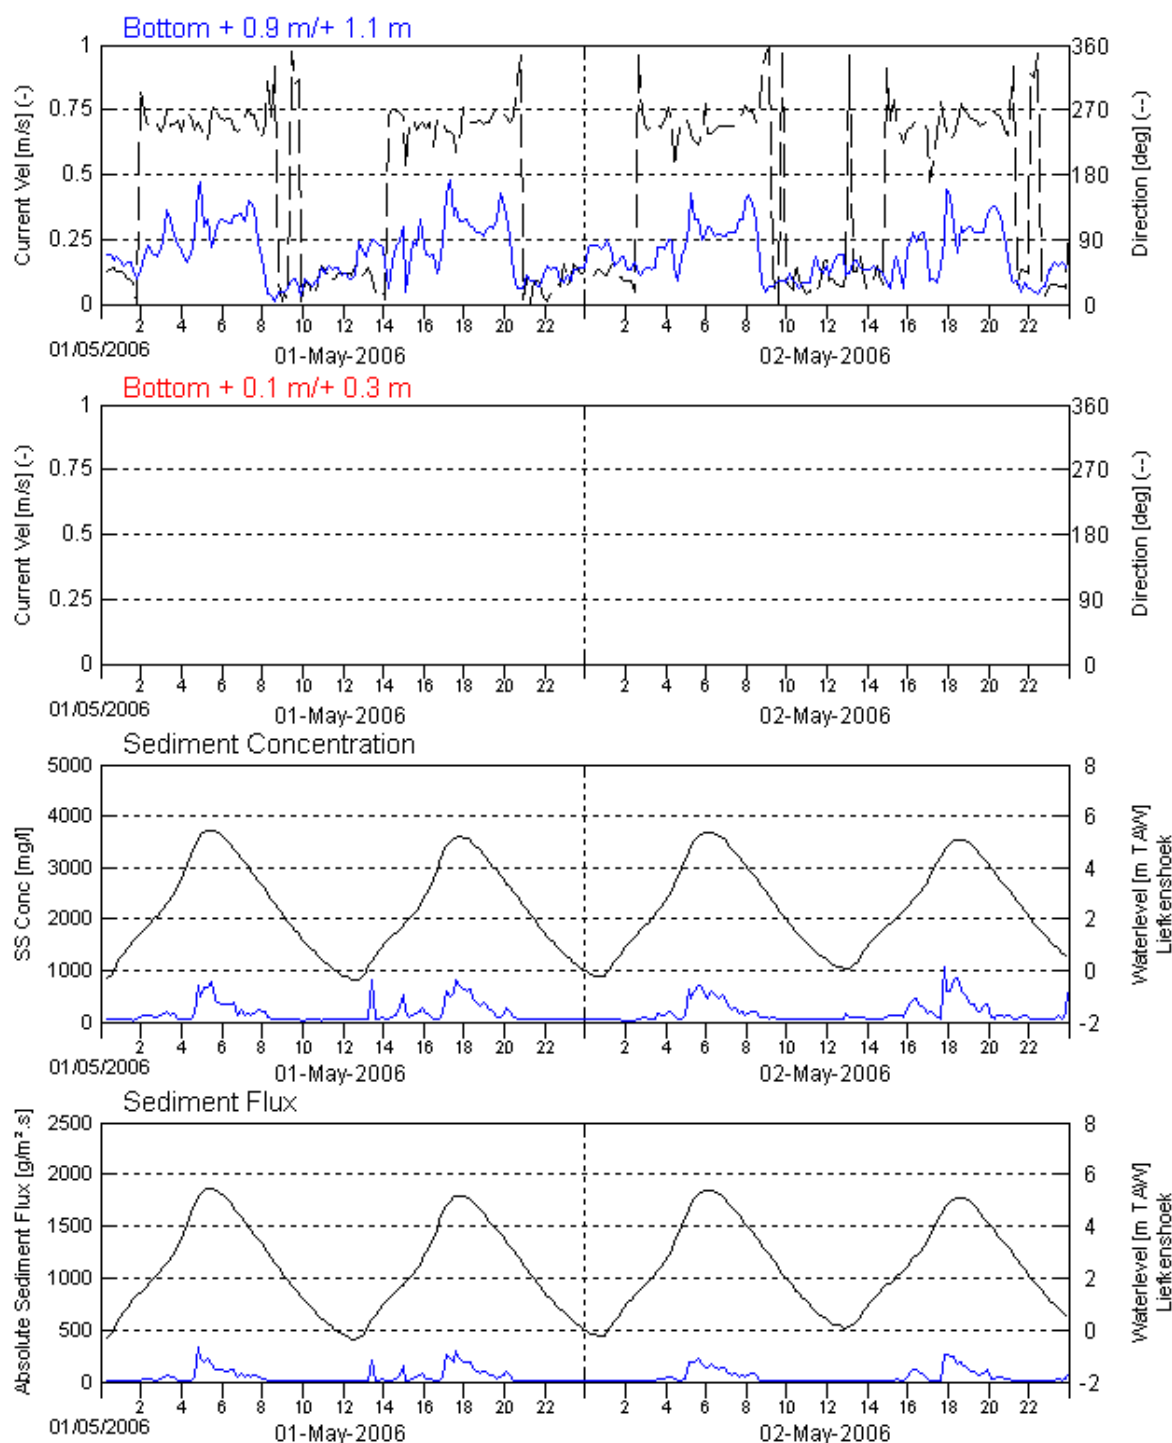 Bottom + 0.9 m/+ 1.1 m
Current Vel [m/s] (-)
1
0.75
0.5
0.25
0
360
270
180
90
0
Direction [deg] (--)
2 4 6 8 10 12 14 16 18 20 22 2 4 6 8 10 12 14 16 18 20 22
01/05/2006
01-May-2006
02-May-2006
Bottom + 0.1 m/+ 0.3 m
Current Vel [m/s] (-)
1
0.75
0.5
0.25
0
360
270
180
90
0
Direction [deg] (--)
2 4 6 8 10 12 14 16 18 20 22 2 4 6 8 10 12 14 16 18 20 22
01/05/2006
01-May-2006
02-May-2006
Sediment Concentration
SS Conc [mg/l]
5000
4000
3000
2000
1000
0
8
6
4
2
0
-2
Waterlevel [m TAW]
Liefkenshoek
2 4 6 8 10 12 14 16 18 20 22 2 4 6 8 10 12 14 16 18 20 22
01/05/2006
01-May-2006
02-May-2006
Sediment Flux
Absolute Sediment Flux [g/m².s]
2500
2000
1500
1000
500
0
8
6
4
2
0
-2
Waterlevel [m TAW]
Liefkenshoek
2 4 6 8 10 12 14 16 18 20 22 2 4 6 8 10 12 14 16 18 20 22
01/05/2006
01-May-2006
02-May-2006